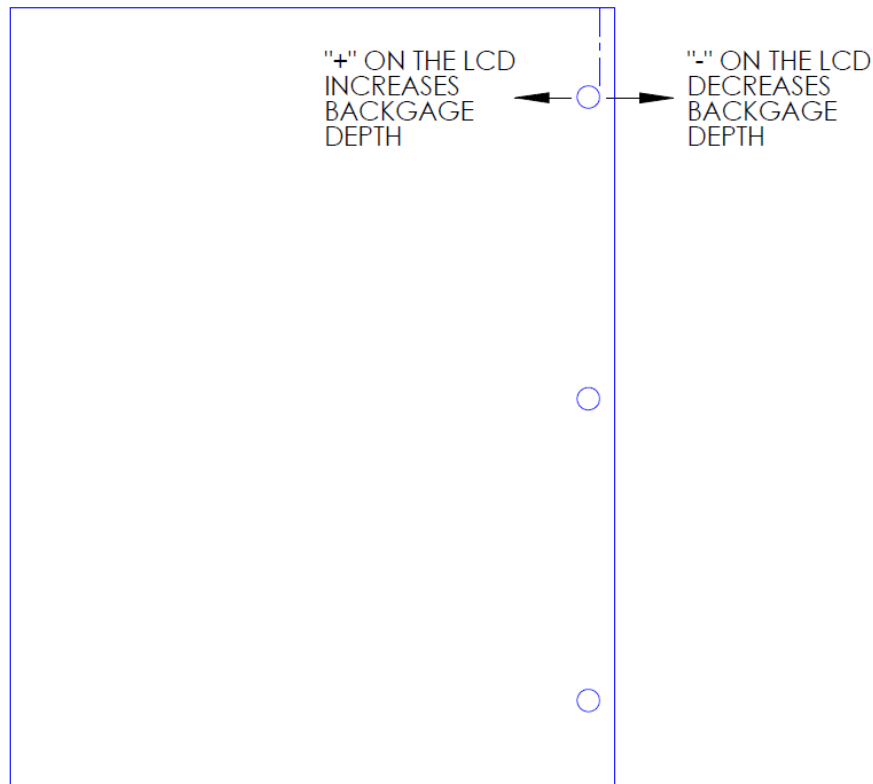 "+" ON THE LCD
INCREASES
BACKGAGE
DEPTH
"-" ON THE LCD
DECREASES
BACKGAGE
DEPTH